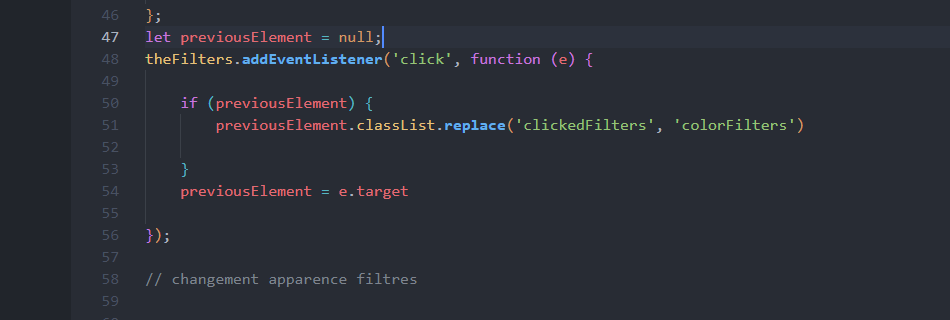 46 };
47 let previousElement = null;
48 theFilters.addEventListener('click', function (e) {
49
50 if (previousElement) {
51 previousElement.classList.replace('clickedFilters', 'colorFilters')
52
53 }
54 previousElement = e.target
55
56 });
57
58 // changement apparence filtres
59